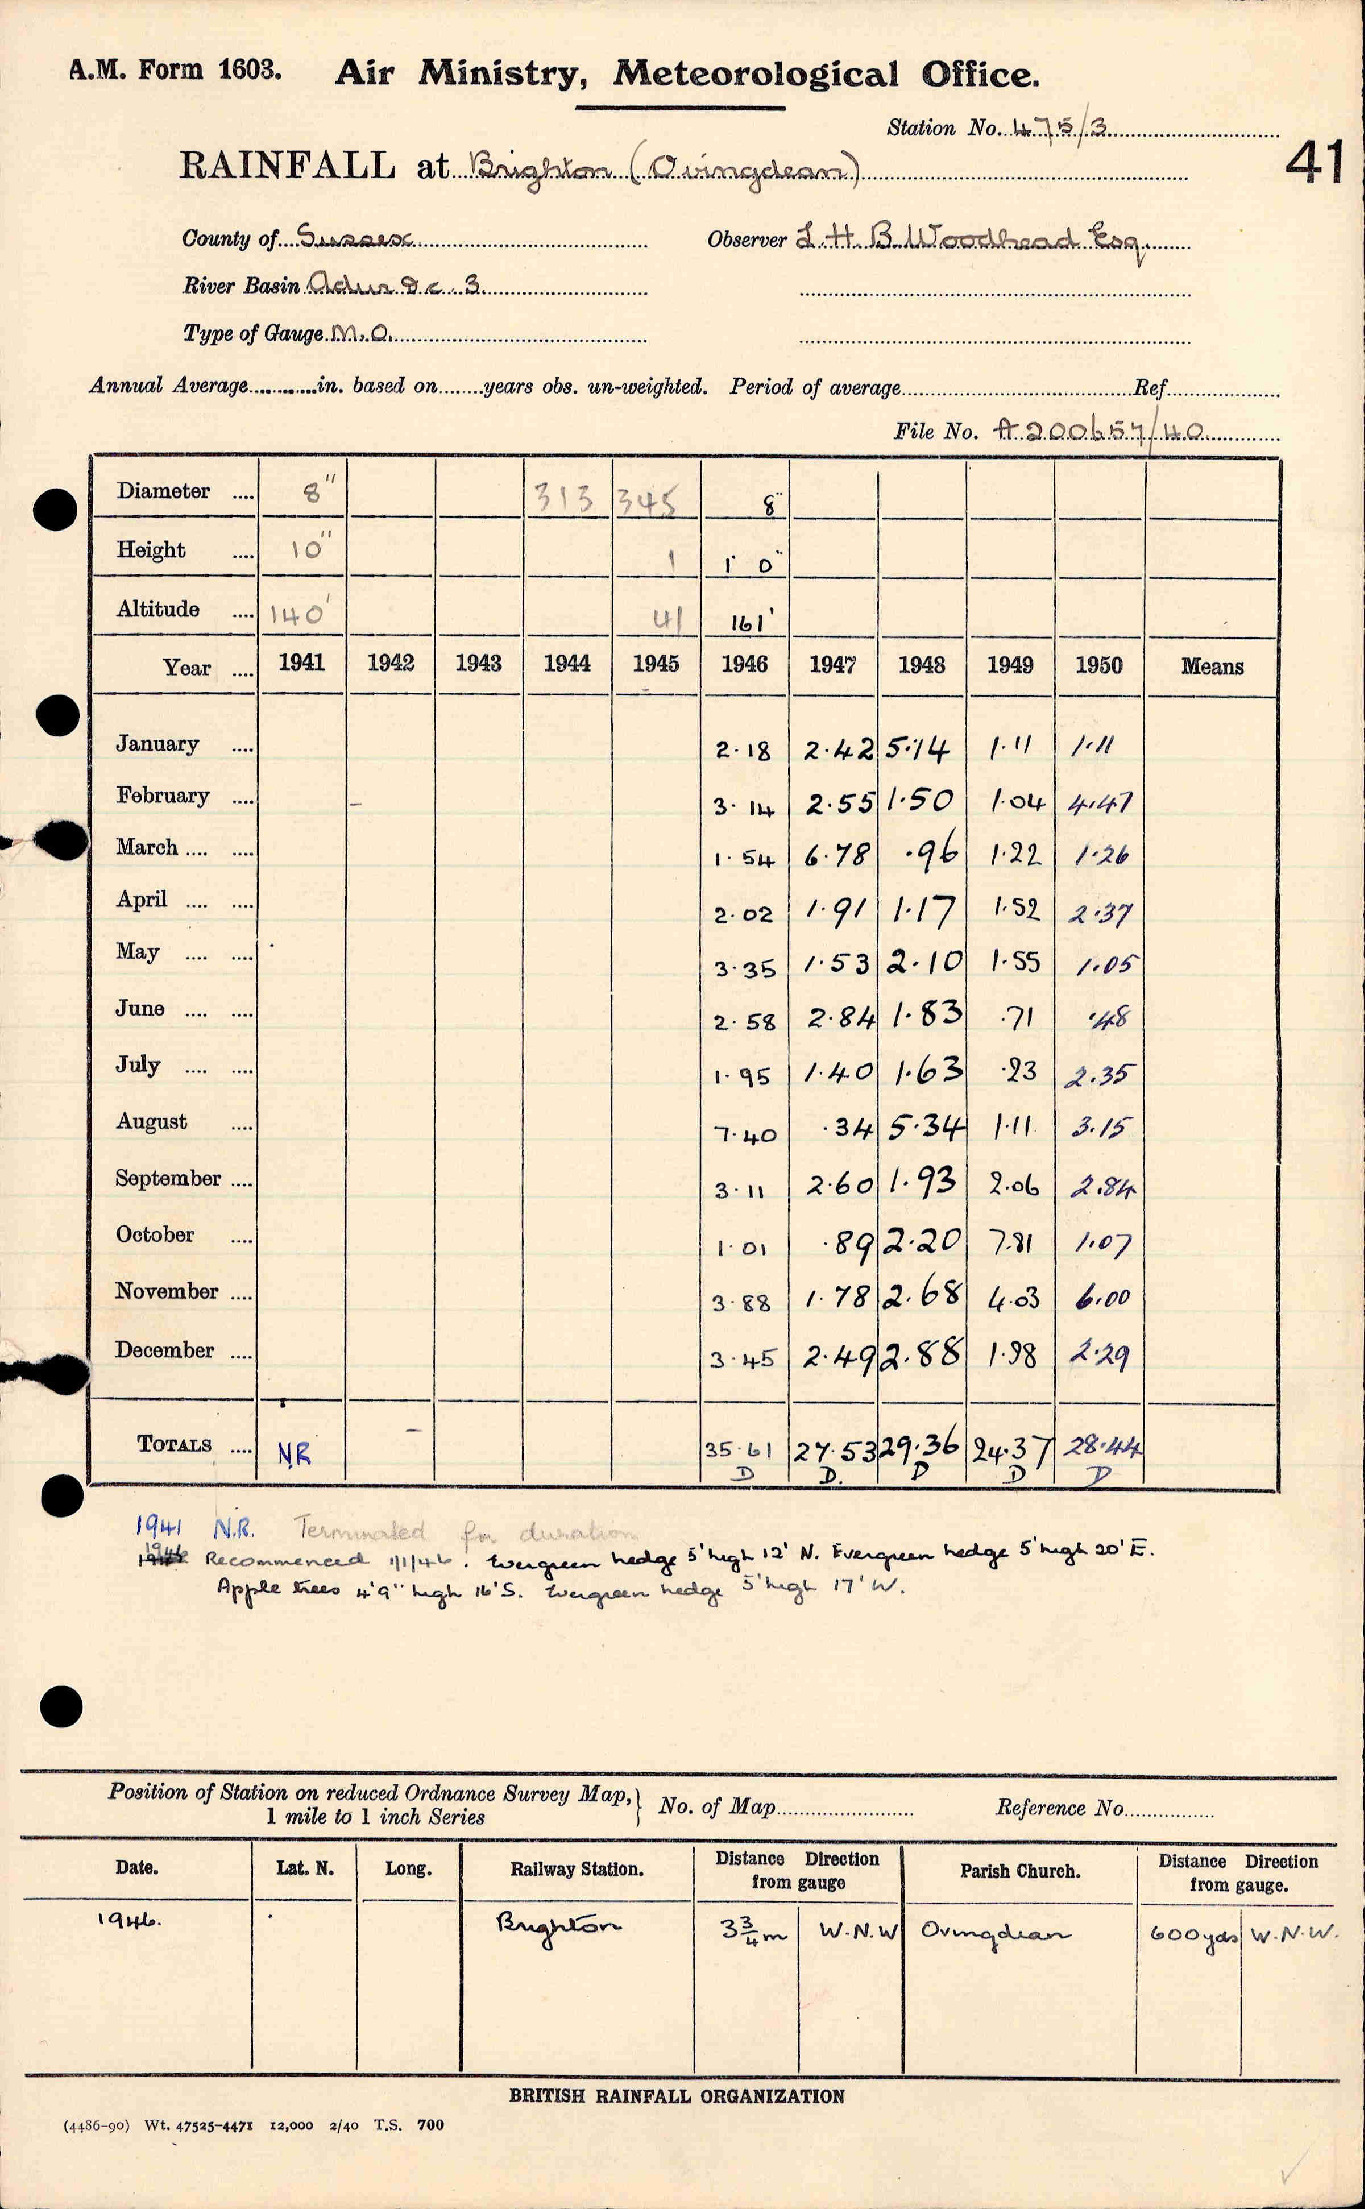 A.M. Form 1603. Air Ministry, Meteorological Office.
Station No. 475/3
41
RAINFALL at Brighton (Ovingdean)
County of Sussex Observer L. H. B. Woodhead Esq.
River Basin Adur &c 3
Type of Gauge M.O.
Annual Average in. based on years obs. un-weighted. Period of average Ref
File No. A200657/40
Diameter 8" 313 345 8"
Height 10" 1 1' 0"
Altitude 140' 41 161'
Year 1941 1942 1943 1944 1945 1946 1947 1948 1949 1950 Means
January 2.18 2.42 5.14 1.11 1.11
February – 3.14 2.55 1.50 1.04 4.47
March 1.54 6.78 .96 1.22 1.26
April 2.02 1.91 1.17 1.52 2.37
May 3.35 1.53 2.10 1.55 1.05
June 2.58 2.84 1.83 .71 .48
July 1.95 1.40 1.63 .23 2.35
August 7.40 .34 5.34 1.11 3.15
September 3.11 2.60 1.93 2.06 2.84
October 1.01 .89 2.20 7.81 1.07
November 3.88 1.78 2.68 4.03 6.00
December 3.45 2.49 2.88 1.98 2.29
TOTALS NR – 35.61 27.53 29.36 24.37 28.44
D D. D D D
1941 N.R. Terminated for duration
1946 Recommenced 1/1/46. Evergreen hedge 5' high 12' N. Evergreen hedge 5' high 20' E.
Apple trees 4'9" high 16' S. Evergreen hedge 5' high 17' W.
Position of Station on reduced Ordnance Survey Map, } No. of Map Reference No.
1 mile to 1 inch Series
Date. Lat. N. Long. Railway Station. Distance Direction from gauge Parish Church. Distance Direction from gauge.
1946. Brighton 3¾m W.N.W Ovingdean 600yds W.N.W.
BRITISH RAINFALL ORGANIZATION
(4486-90) Wt. 47525-4471 12,000 2/40 T.S. 700